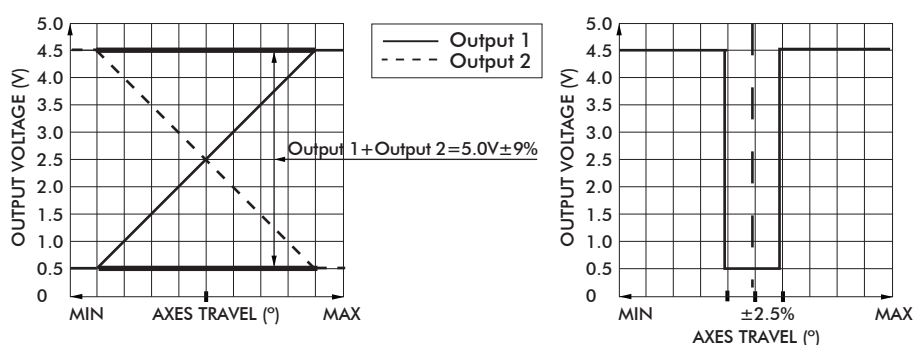 5.0
4.5
4.0
3.5
3.0
2.5
2.0
1.5
1.0
0.5
0
OUTPUT VOLTAGE (V)
MIN
AXES TRAVEL (º)
MAX
Output 1
Output 2
Output 1+Output 2=5.0V±9%
5.0
4.5
4.0
3.5
3.0
2.5
2.0
1.5
1.0
0.5
0
OUTPUT VOLTAGE (V)
MIN
±2.5%
MAX
AXES TRAVEL (º)